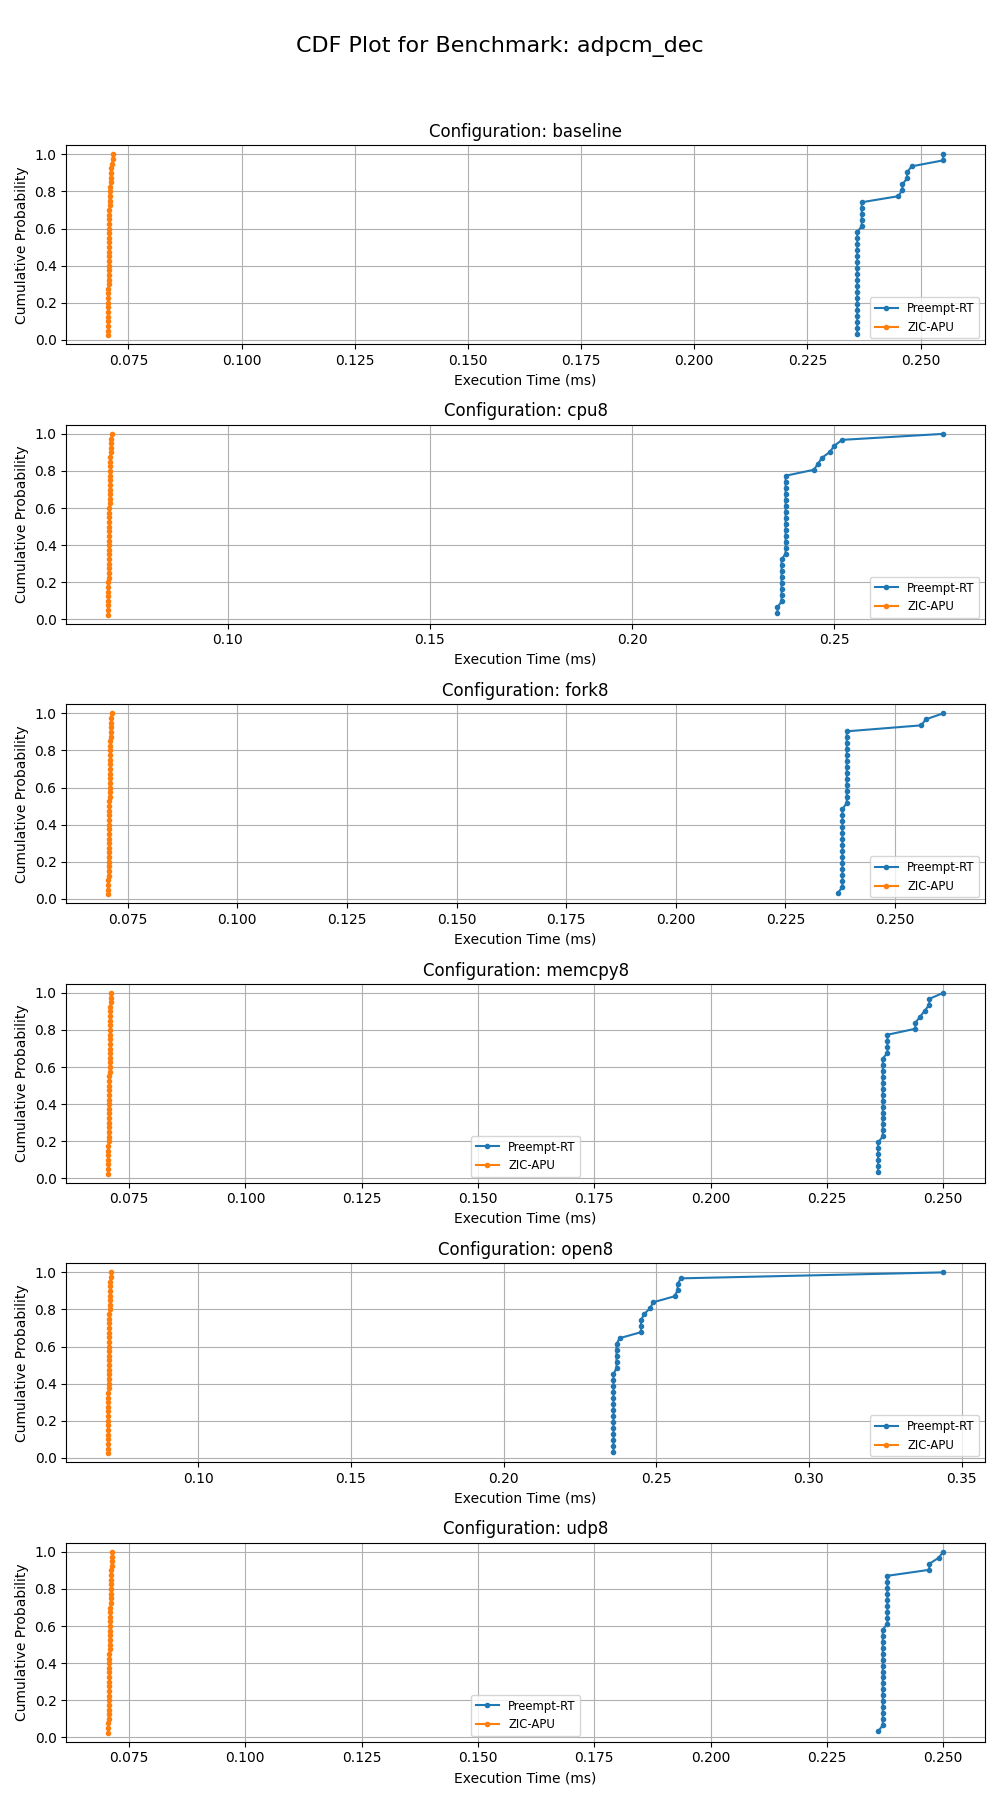 CDF Plot for Benchmark: adpcm_dec
Configuration: baseline
Cumulative Probability
1.0
0.8
0.6
0.4
0.2
0.0
Preempt-RT
ZIC-APU
0.075 0.100 0.125 0.150 0.175 0.200 0.225 0.250
Execution Time (ms)
Configuration: cpu8
Cumulative Probability
1.0
0.8
0.6
0.4
0.2
0.0
Preempt-RT
ZIC-APU
0.10 0.15 0.20 0.25
Execution Time (ms)
Configuration: fork8
Cumulative Probability
1.0
0.8
0.6
0.4
0.2
0.0
Preempt-RT
ZIC-APU
0.075 0.100 0.125 0.150 0.175 0.200 0.225 0.250
Execution Time (ms)
Configuration: memcpy8
Cumulative Probability
1.0
0.8
0.6
0.4
0.2
0.0
Preempt-RT
ZIC-APU
0.075 0.100 0.125 0.150 0.175 0.200 0.225 0.250
Execution Time (ms)
Configuration: open8
Cumulative Probability
1.0
0.8
0.6
0.4
0.2
0.0
Preempt-RT
ZIC-APU
0.10 0.15 0.20 0.25 0.30 0.35
Execution Time (ms)
Configuration: udp8
Cumulative Probability
1.0
0.8
0.6
0.4
0.2
0.0
Preempt-RT
ZIC-APU
0.075 0.100 0.125 0.150 0.175 0.200 0.225 0.250
Execution Time (ms)